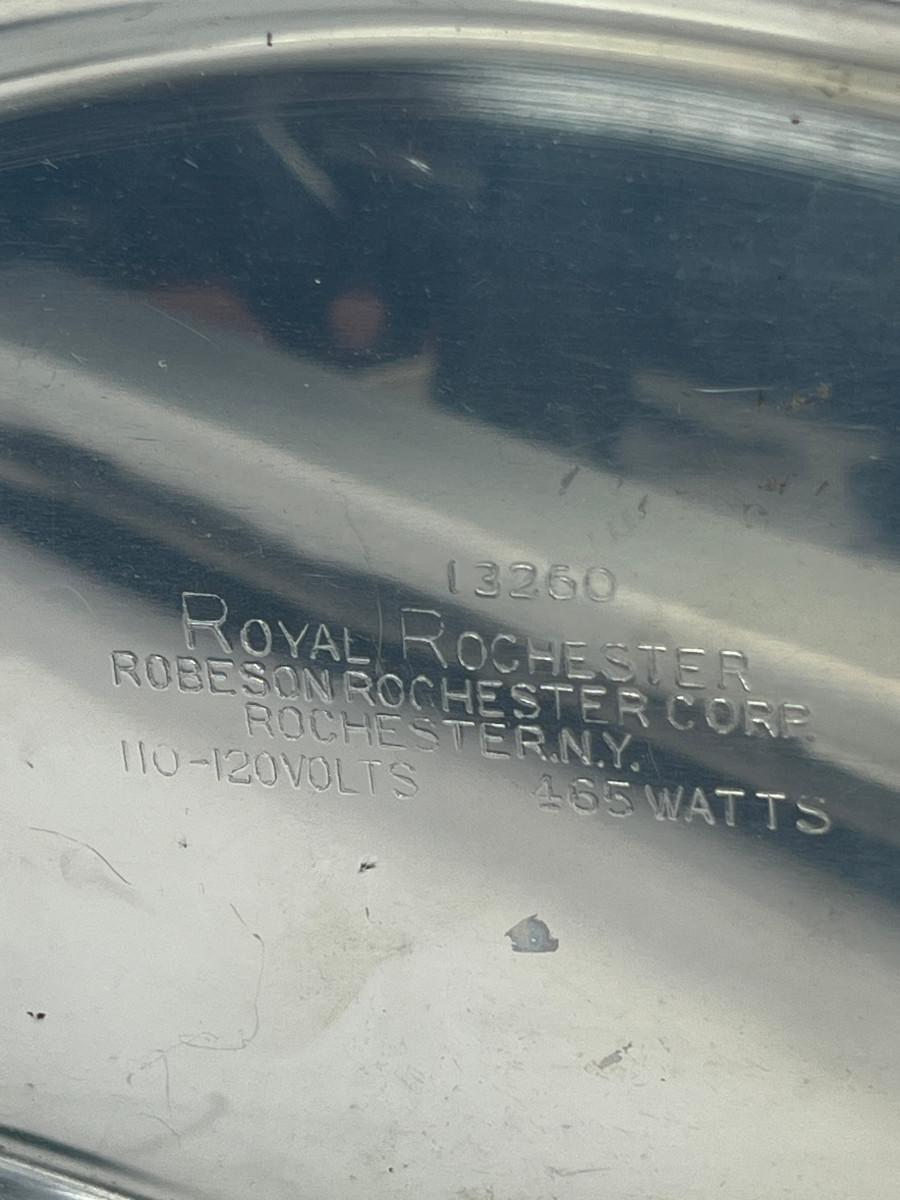 13260
ROYAL ROCHESTER
ROBESON ROCHESTER CORP.
ROCHESTER.N.Y.
110-120VOLTS 465 WATTS